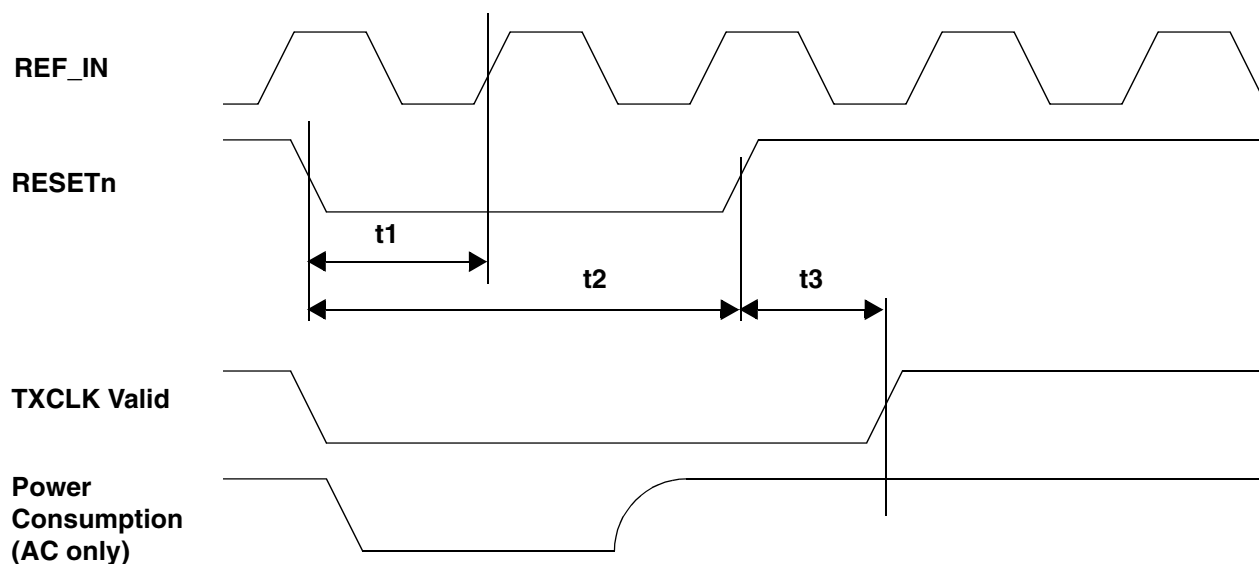 REF_IN
RESETn
t1
t2
t3
TXCLK Valid
Power
Consumption
(AC only)